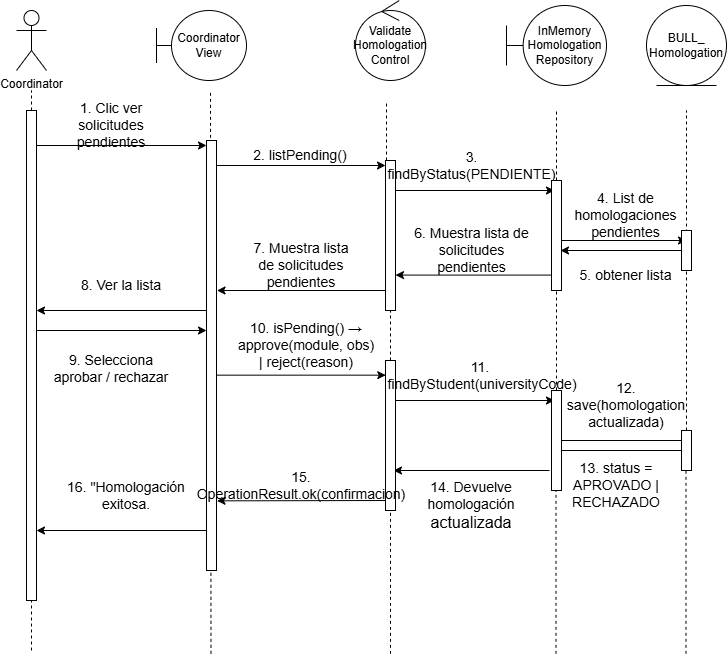 Coordinator
Coordinator
View
Validate
Homologation
Control
InMemory
Homologation
Repository
BULL_
Homologation
1. Clic ver
solicitudes
pendientes
2. listPending()
3.
findByStatus(PENDIENTE)
4. List de
homologaciones
pendientes
5. obtener lista
6. Muestra lista de
solicitudes
pendientes
7. Muestra lista
de solicitudes
pendientes
8. Ver la lista
9. Selecciona
aprobar / rechazar
10. isPending() →
approve(module, obs)
| reject(reason)
11.
findByStudent(universityCode)
12.
save(homologation
actualizada)
13. status =
APROVADO |
RECHAZADO
14. Devuelve
homologación
actualizada
15.
OperationResult.ok(confirmacion)
16. "Homologación
exitosa.